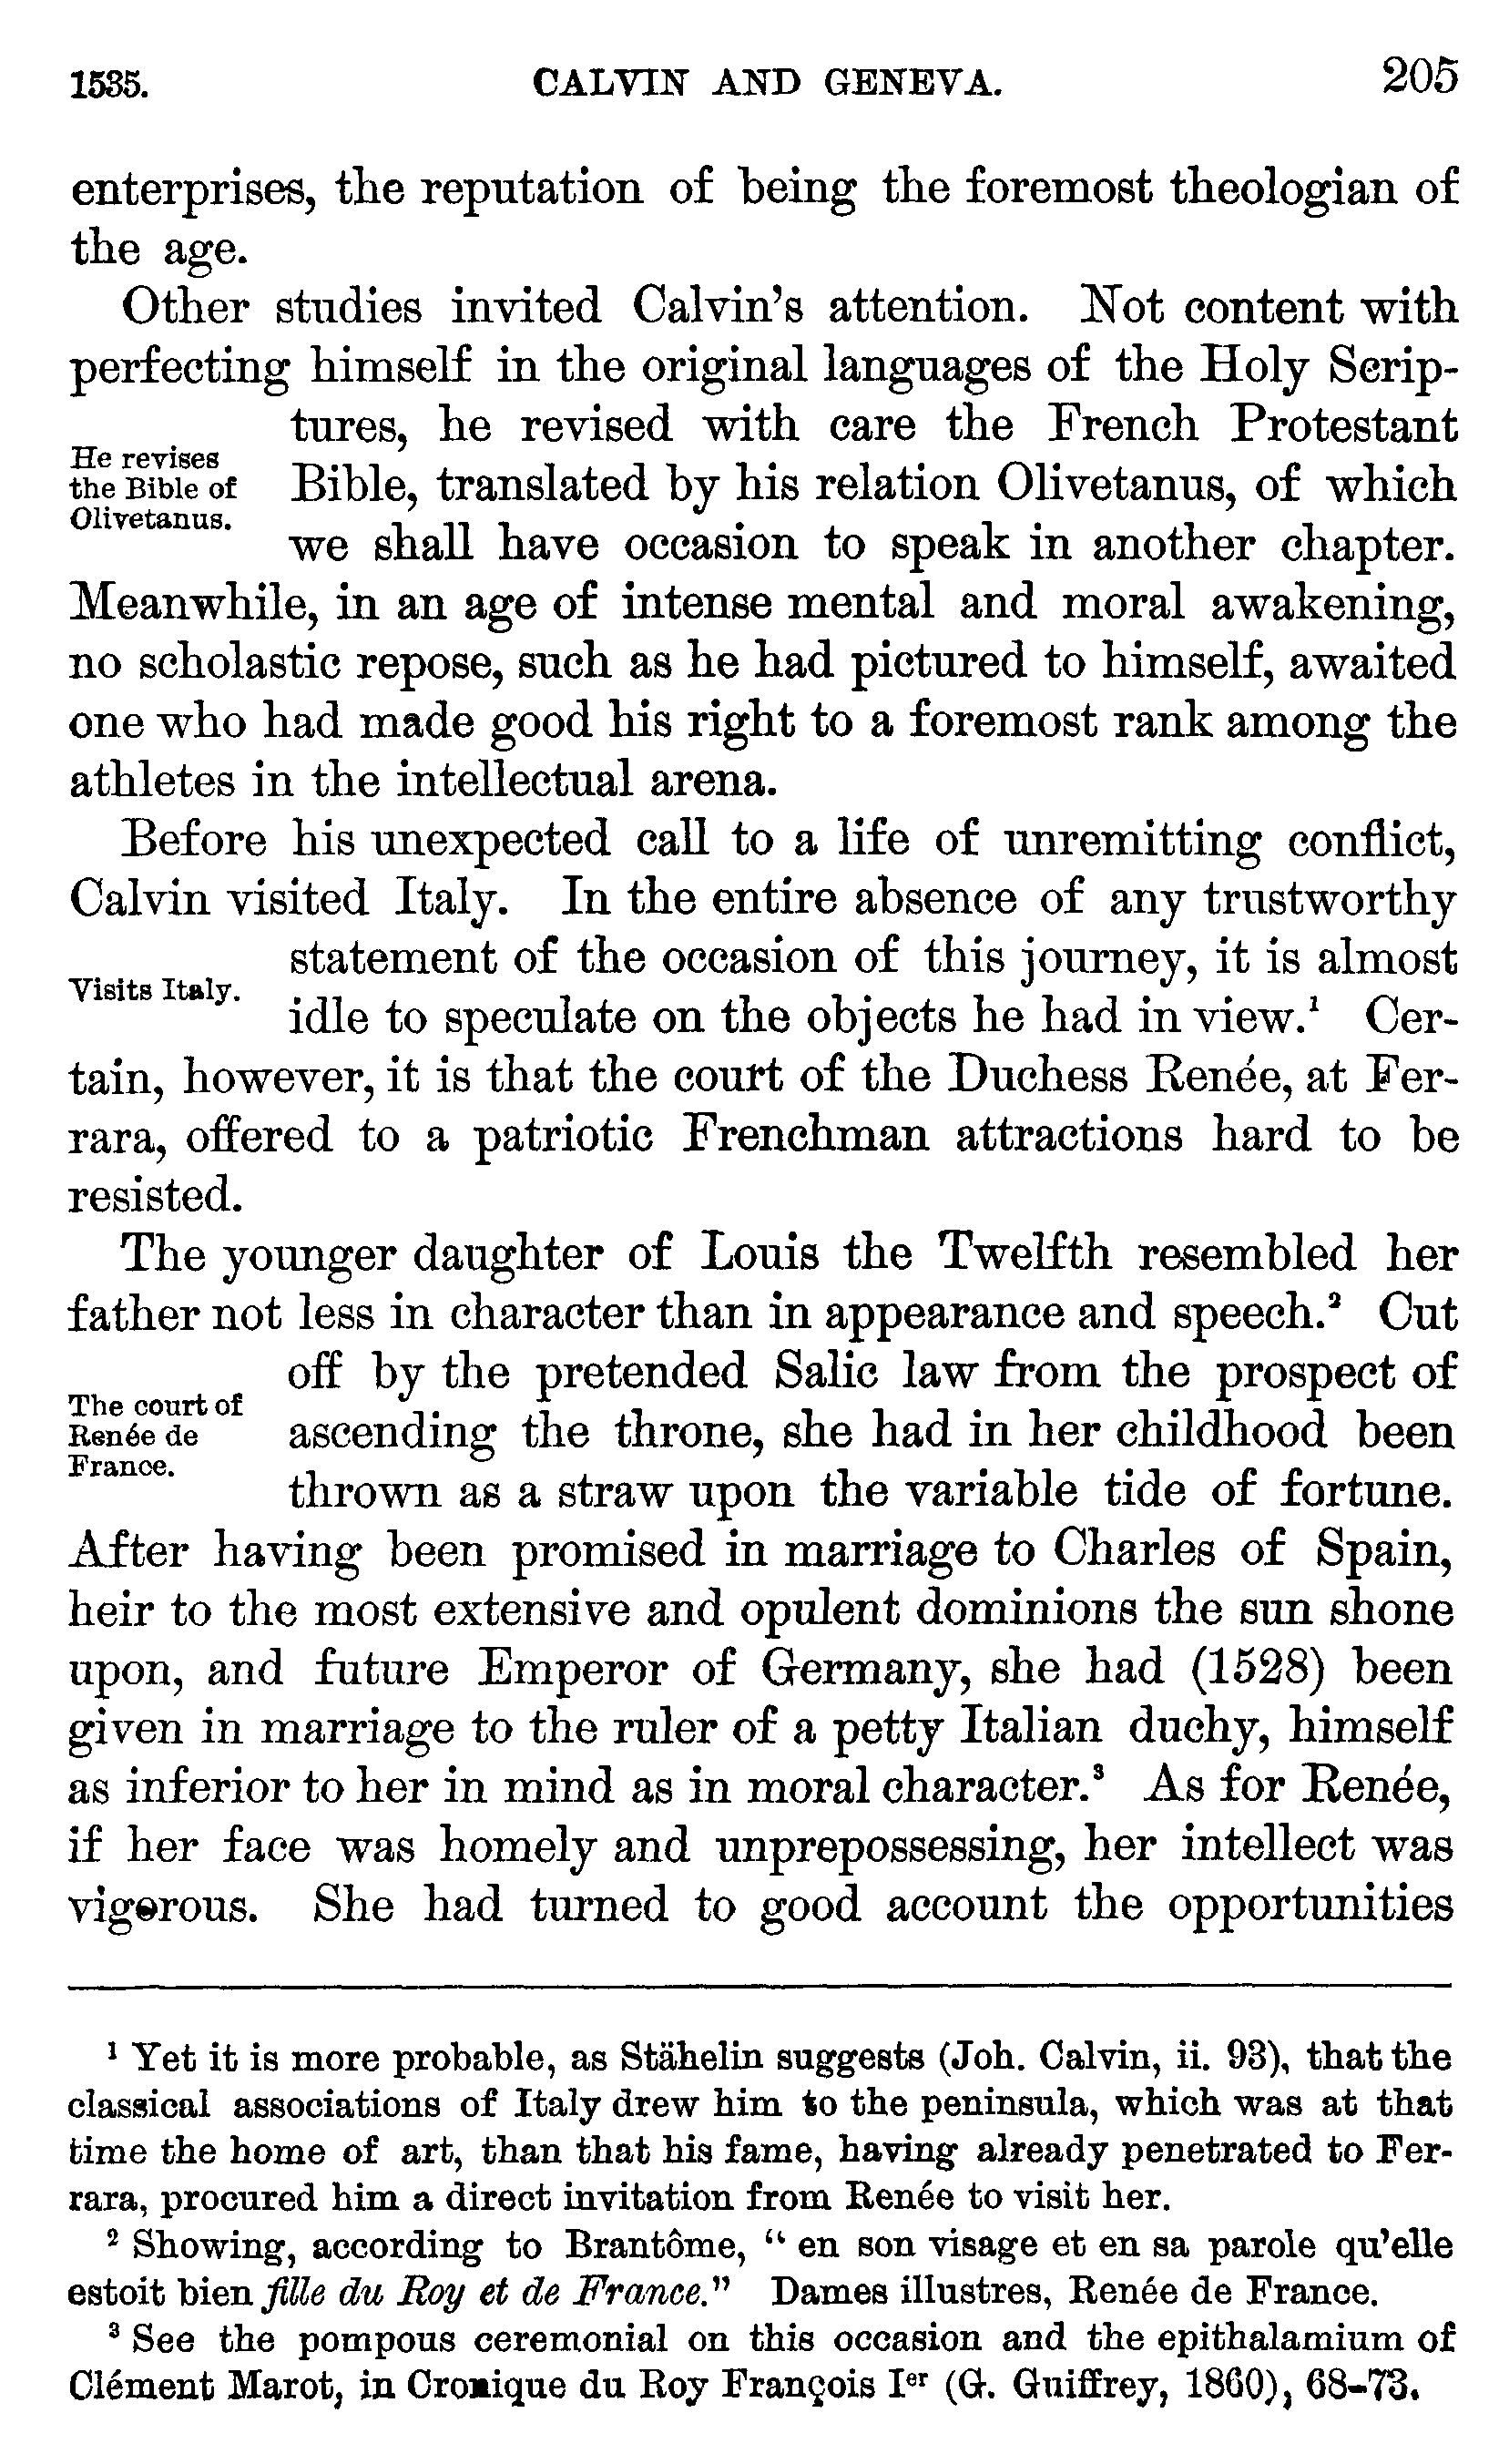 1535. CALVIN AND GENEVA. 205
enterprises, the reputation of being the foremost theologian of
the age.
Other studies invited Calvin's attention. Not content with
perfecting himself in the original languages of the Holy Scrip-
tures, he revised with care the French Protestant
He revises
the Bible of
Olivetanus.
Bible, translated by his relation Olivetanus, of which
we shall have occasion to speak in another chapter.
Meanwhile, in an age of intense mental and moral awakening,
no scholastic repose, such as he had pictured to himself, awaited
one who had made good his right to a foremost rank among the
athletes in the intellectual arena.
Before his unexpected call to a life of unremitting conflict,
Calvin visited Italy. In the entire absence of any trustworthy
statement of the occasion of this journey, it is almost
Visits Italy.
idle to speculate on the objects he had in view.¹ Cer-
tain, however, it is that the court of the Duchess Renée, at Fer-
rara, offered to a patriotic Frenchman attractions hard to be
resisted.
The younger daughter of Louis the Twelfth resembled her
father not less in character than in appearance and speech.² Cut
off by the pretended Salic law from the prospect of
The court of
Renée de
France.
ascending the throne, she had in her childhood been
thrown as a straw upon the variable tide of fortune.
After having been promised in marriage to Charles of Spain,
heir to the most extensive and opulent dominions the sun shone
upon, and future Emperor of Germany, she had (1528) been
given in marriage to the ruler of a petty Italian duchy, himself
as inferior to her in mind as in moral character.³ As for Renée,
if her face was homely and unprepossessing, her intellect was
vigorous. She had turned to good account the opportunities
¹ Yet it is more probable, as Stähelin suggests (Joh. Calvin, ii. 93), that the
classical associations of Italy drew him to the peninsula, which was at that
time the home of art, than that his fame, having already penetrated to Fer-
rara, procured him a direct invitation from Renée to visit her.
² Showing, according to Brantôme, "en son visage et en sa parole qu'elle
estoit bien fille du Roy et de France." Dames illustres, Renée de France.
³ See the pompous ceremonial on this occasion and the epithalamium of
Clément Marot, in Cronique du Roy François Iᵉʳ (G. Guiffrey, 1860), 68-73.